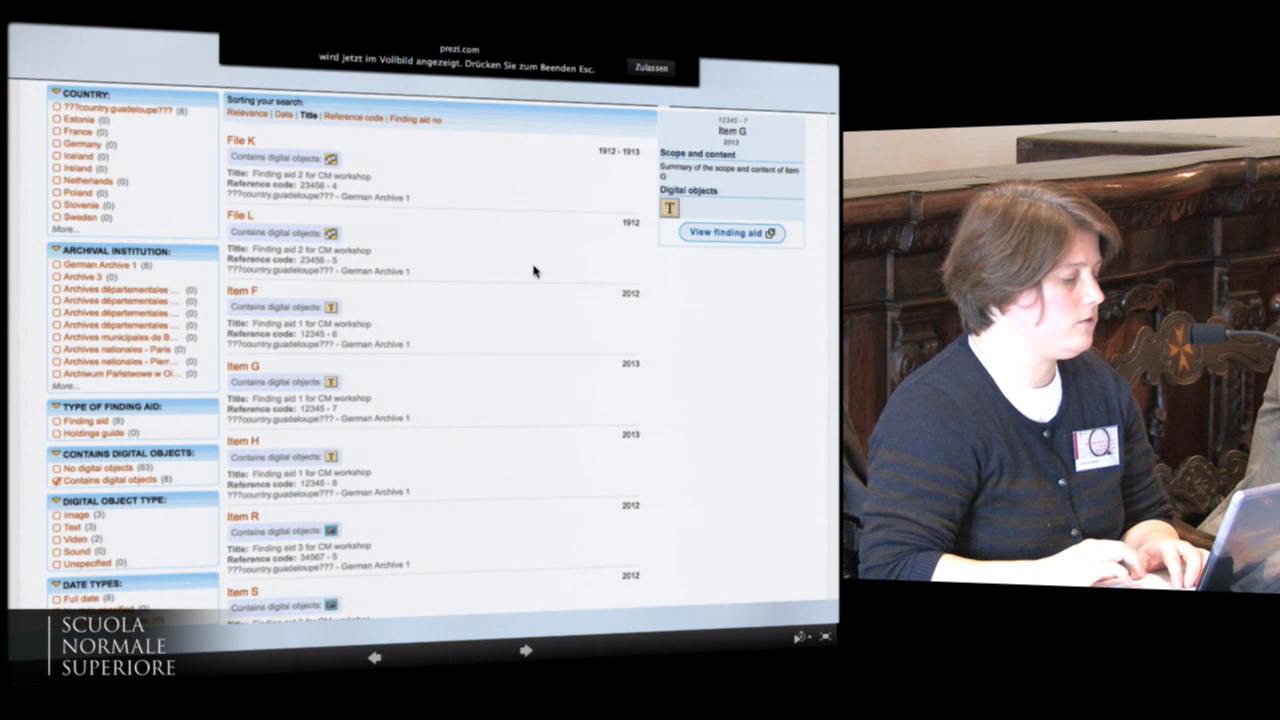 prezi.com
wird jetzt im Vollbild angezeigt. Drücken Sie zum Beenden Esc.
Zulassen
COUNTRY:
???country.guadeloupe??? (8)
Estonia (0)
France (0)
Germany (0)
Iceland (0)
Ireland (0)
Netherlands (0)
Poland (0)
Slovenia (0)
Sweden (0)
More...
ARCHIVAL INSTITUTION:
German Archive 1 (8)
Archive 3 (0)
Archives départementales ... (0)
Archives départementales ... (0)
Archives départementales ... (0)
Archives départementales ... (0)
Archives municipales de B... (0)
Archives nationales - Paris (0)
Archives nationales - Pierr... (0)
Archiwum Państwowe w Ol... (0)
More...
TYPE OF FINDING AID:
Finding aid (8)
Holdings guide (0)
CONTAINS DIGITAL OBJECTS:
No digital objects (63)
Contains digital objects (8)
DIGITAL OBJECT TYPE:
Image (3)
Text (3)
Video (2)
Sound (0)
Unspecified (0)
DATE TYPES:
Full date (8)
Sorting your search:
Relevance | Date | Title | Reference code | Finding aid no
File K
1912 - 1913
Contains digital objects:
Title: Finding aid 2 for CM workshop
Reference code: 23456 - 4
???country.guadeloupe??? - German Archive 1
File L
1912
Contains digital objects:
Title: Finding aid 2 for CM workshop
Reference code: 23456 - 5
???country.guadeloupe??? - German Archive 1
Item F
2012
Contains digital objects: T
Title: Finding aid 1 for CM workshop
Reference code: 12345 - 6
???country.guadeloupe??? - German Archive 1
Item G
2013
Contains digital objects: T
Title: Finding aid 1 for CM workshop
Reference code: 12345 - 7
???country.guadeloupe??? - German Archive 1
Item H
2013
Contains digital objects: T
Title: Finding aid 1 for CM workshop
Reference code: 12345 - 8
???country.guadeloupe??? - German Archive 1
Item R
2012
Contains digital objects:
Title: Finding aid 3 for CM workshop
Reference code: 34567 - 5
???country.guadeloupe??? - German Archive 1
Item S
2012
Contains digital objects:
12345 - 7
Item G
2013
Scope and content
Summary of the scope and content of item
G
Digital objects
T
View finding aid
SCUOLA
NORMALE
SUPERIORE